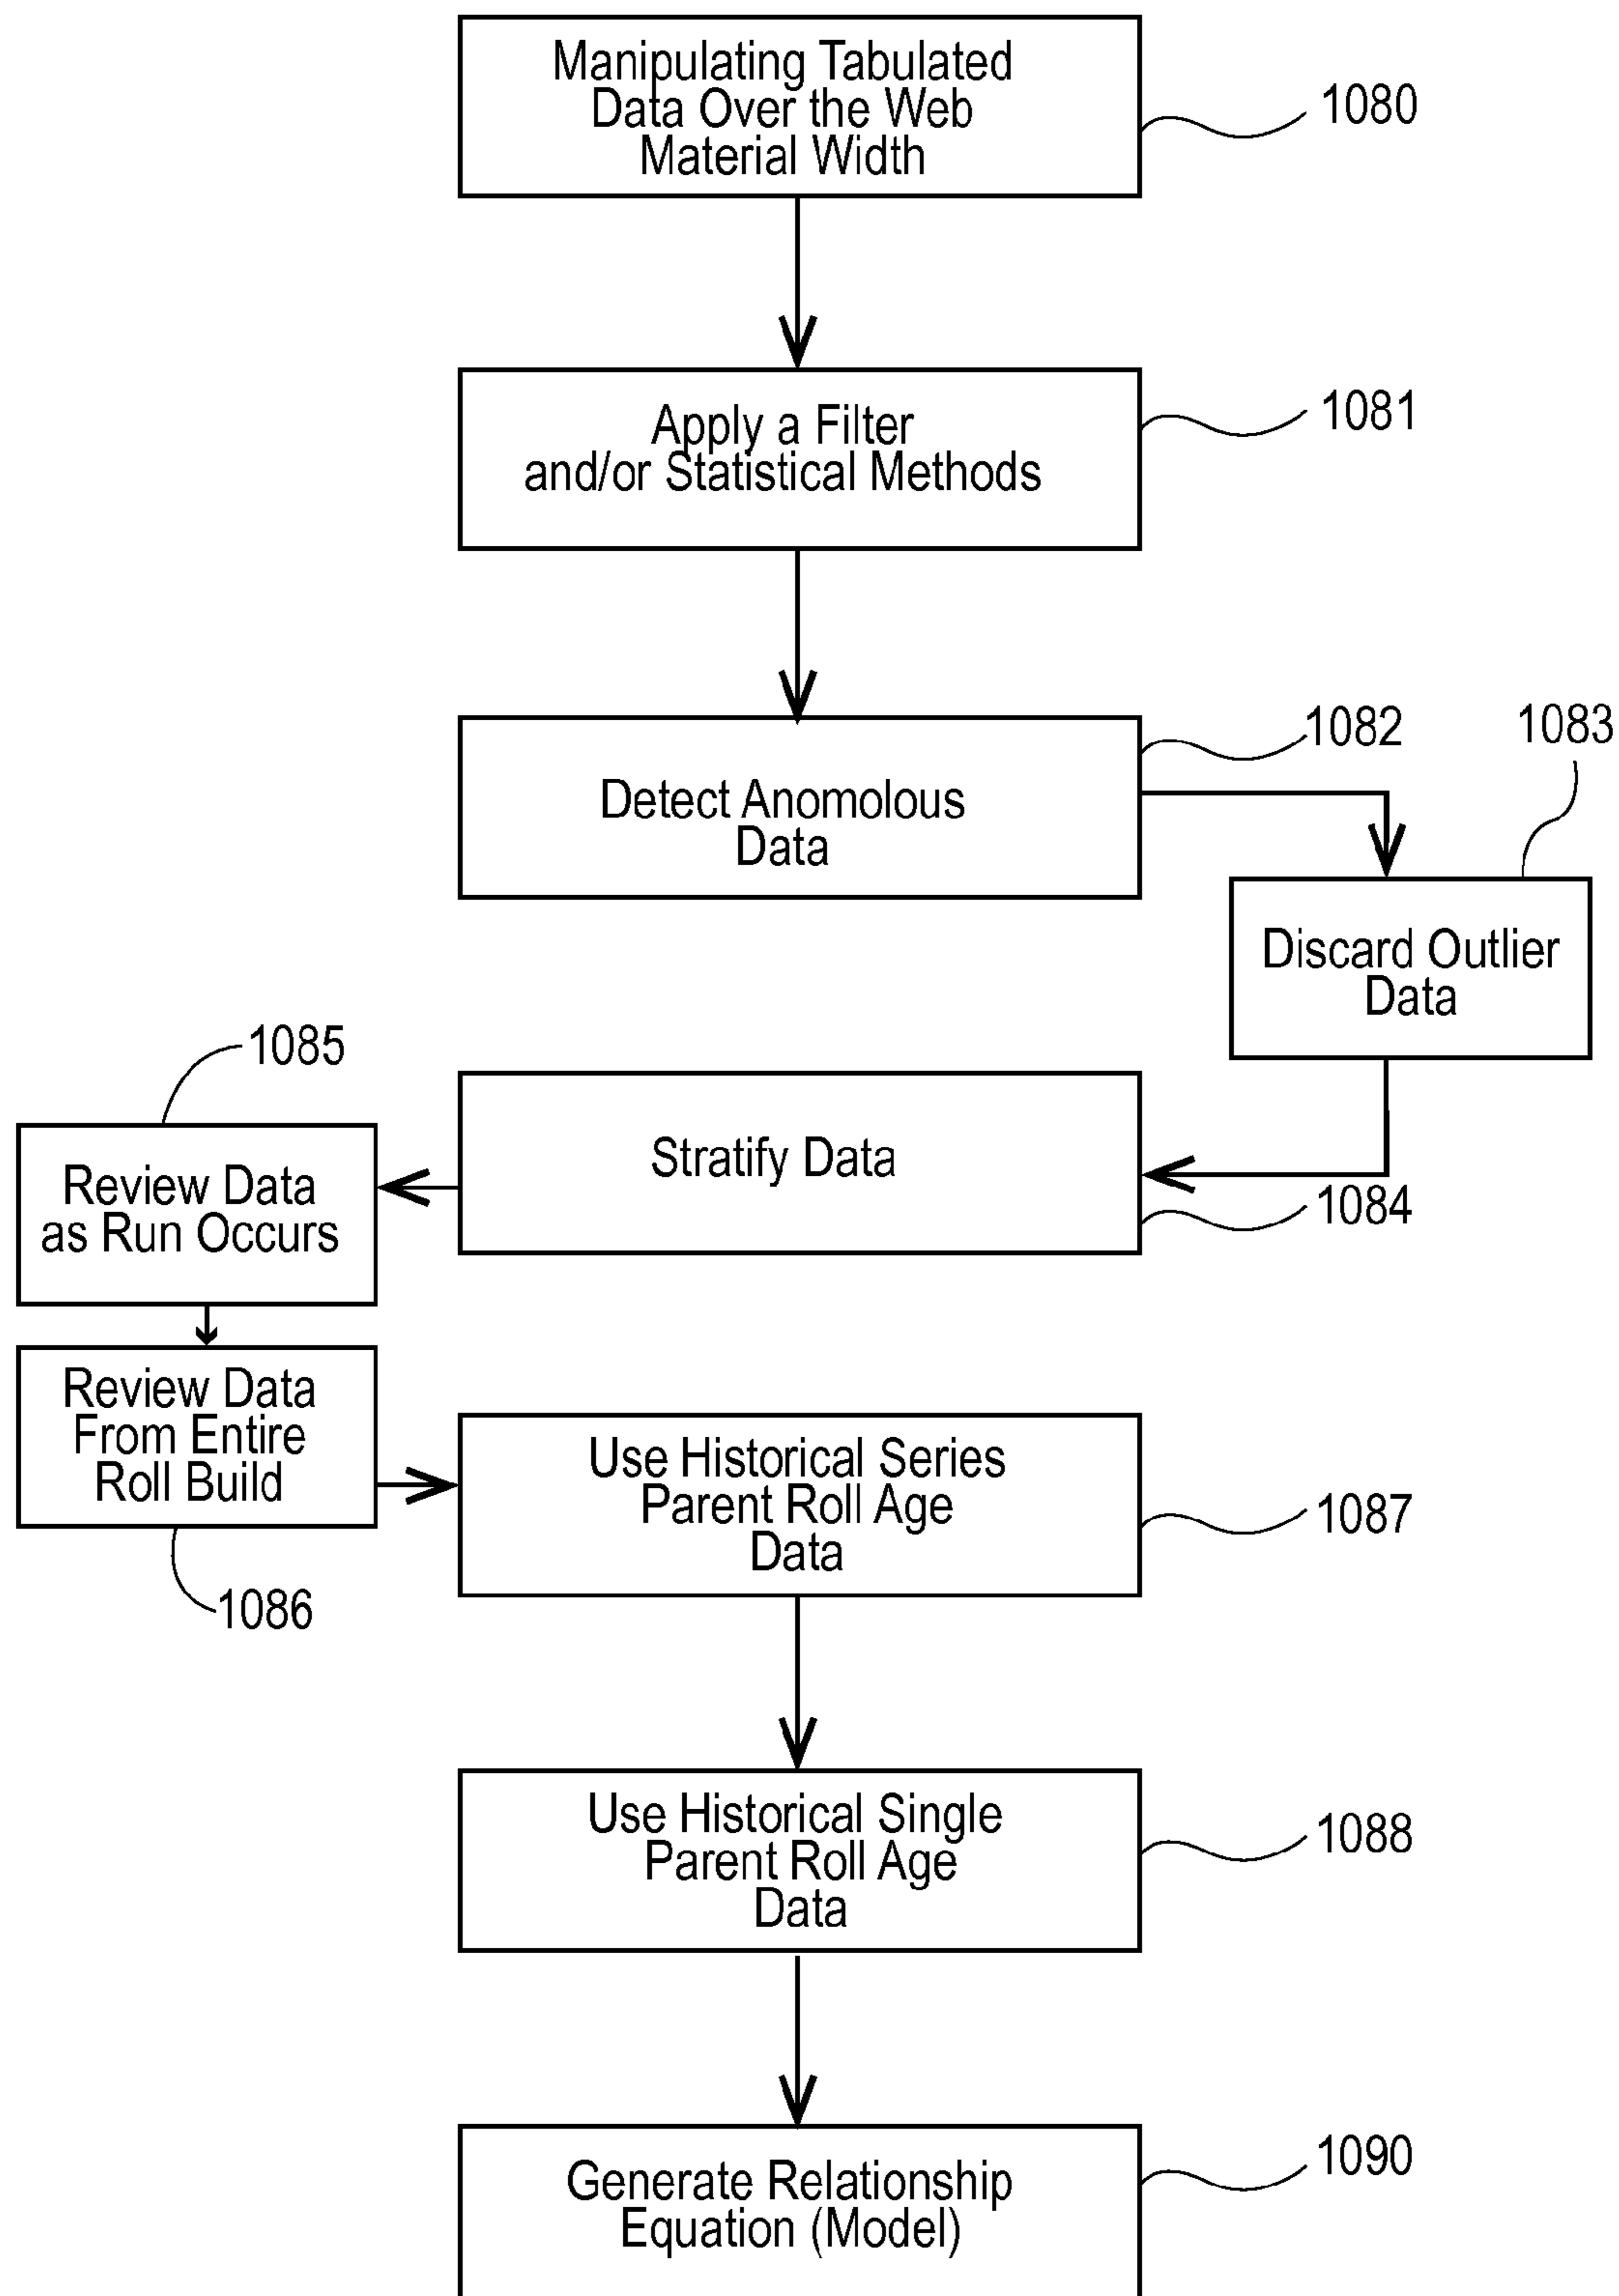 Manipulating Tabulated
Data Over the Web
Material Width
1080
Apply a Filter
and/or Statistical Methods
1081
Detect Anomolous
Data
1082
1083
Discard Outlier
Data
Stratify Data
1084
1085
Review Data
as Run Occurs
Review Data
From Entire
Roll Build
1086
Use Historical Series
Parent Roll Age
Data
1087
Use Historical Single
Parent Roll Age
Data
1088
Generate Relationship
Equation (Model)
1090